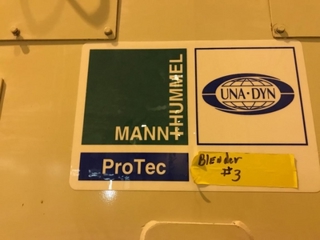 MANN+HUMMEL
UNA-DYN
ProTec
Blender
#3